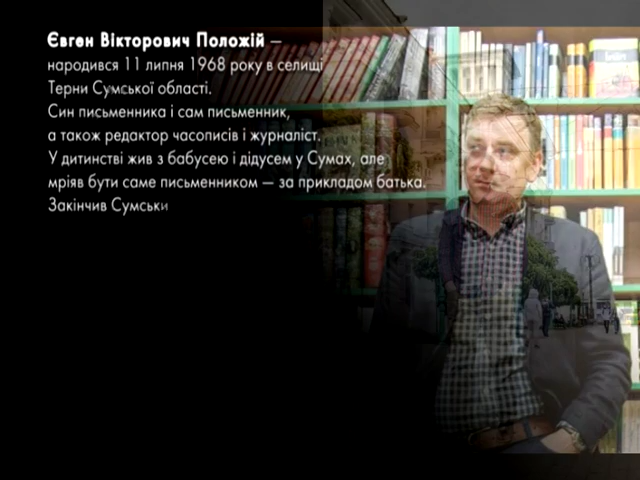 Євген Вікторович Положій —
народився 11 липня 1968 року в селищі
Терни Сумської області.
Син письменника і сам письменник,
а також редактор часописів і журналіст.
У дитинстві жив з бабусею і дідусем у Сумах, але
мріяв бути саме письменником — за прикладом батька.
Закінчив Сумськи